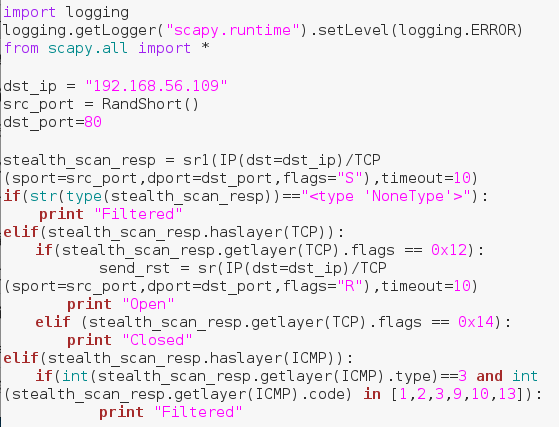 import logging
logging.getLogger("scapy.runtime").setLevel(logging.ERROR)
from scapy.all import *

dst_ip = "192.168.56.109"
src_port = RandShort()
dst_port=80

stealth_scan_resp = sr1(IP(dst=dst_ip)/TCP
(sport=src_port,dport=dst_port,flags="S"),timeout=10)
if(str(type(stealth_scan_resp))=="<type 'NoneType'>"):
    print "Filtered"
elif(stealth_scan_resp.haslayer(TCP)):
    if(stealth_scan_resp.getlayer(TCP).flags == 0x12):
            send_rst = sr(IP(dst=dst_ip)/TCP
(sport=src_port,dport=dst_port,flags="R"),timeout=10)
        print "Open"
    elif (stealth_scan_resp.getlayer(TCP).flags == 0x14):
        print "Closed"
elif(stealth_scan_resp.haslayer(ICMP)):
    if(int(stealth_scan_resp.getlayer(ICMP).type)==3 and int
(stealth_scan_resp.getlayer(ICMP).code) in [1,2,3,9,10,13]):
            print "Filtered"